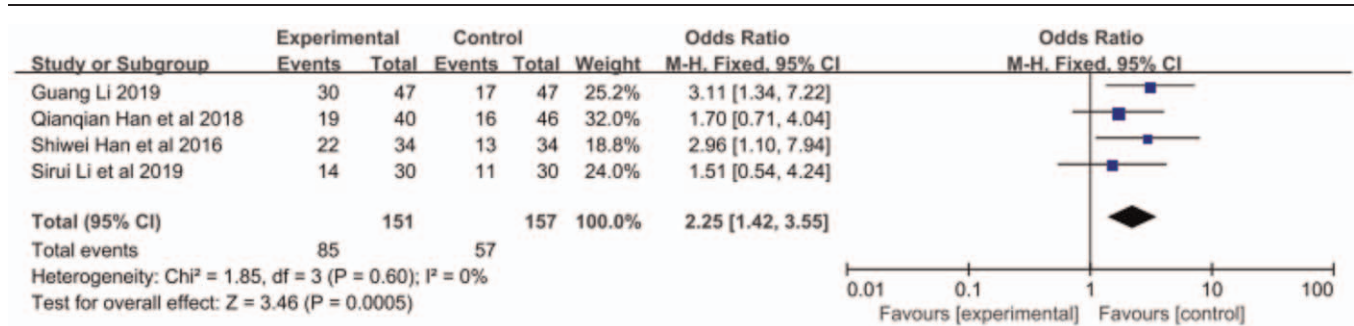 Experimental Control Odds Ratio Odds Ratio
Study or Subgroup Events Total Events Total Weight M-H, Fixed, 95% CI M-H, Fixed, 95% CI
Guang Li 2019 30 47 17 47 25.2% 3.11 [1.34, 7.22]
Qianqian Han et al 2018 19 40 16 46 32.0% 1.70 [0.71, 4.04]
Shiwei Han et al 2016 22 34 13 34 18.8% 2.96 [1.10, 7.94]
Sirui Li et al 2019 14 30 11 30 24.0% 1.51 [0.54, 4.24]
Total (95% CI) 151 157 100.0% 2.25 [1.42, 3.55]
Total events 85 57
Heterogeneity: Chi² = 1.85, df = 3 (P = 0.60); I² = 0%
Test for overall effect: Z = 3.46 (P = 0.0005)
0.01 0.1 1 10 100
Favours [experimental] Favours [control]